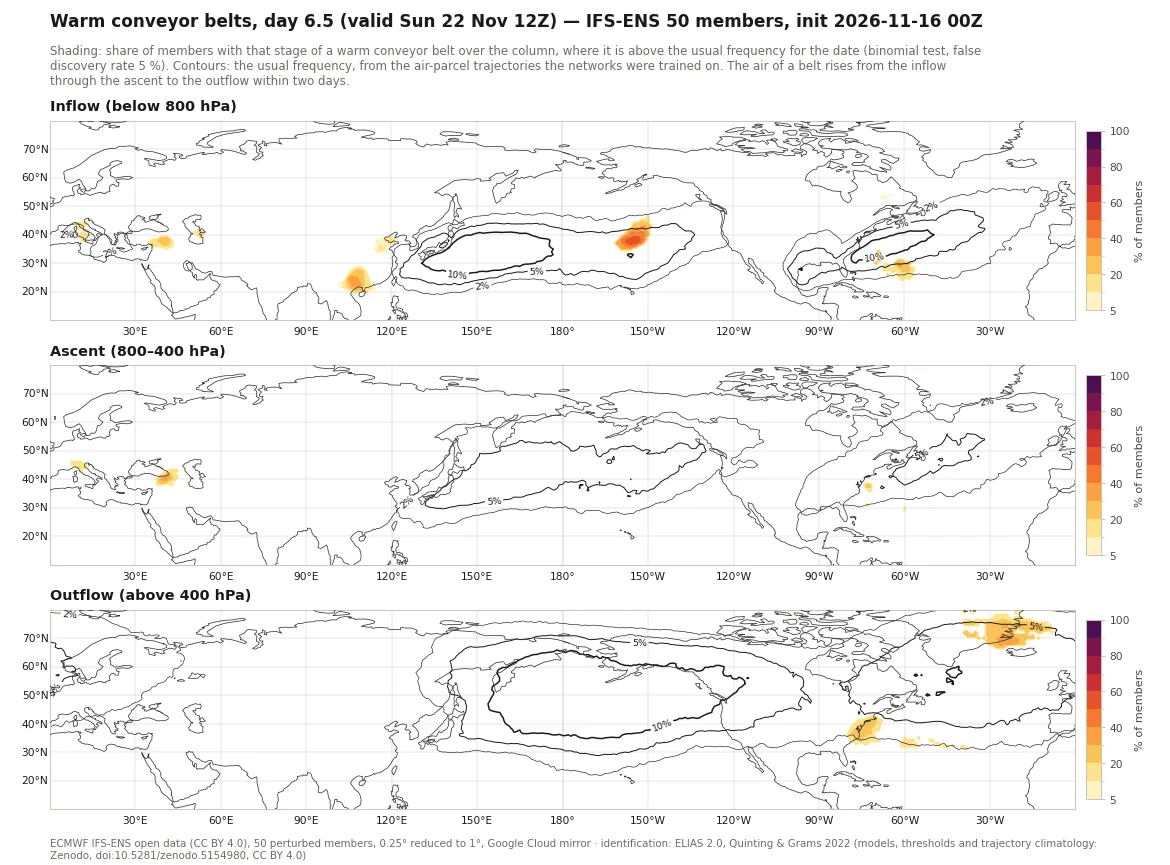 Warm conveyor belts, day 6.5 (valid Sun 22 Nov 12Z) — IFS-ENS 50 members, init 2026-11-16 00Z
Shading: share of members with that stage of a warm conveyor belt over the column, where it is above the usual frequency for the date (binomial test, false
discovery rate 5 %). Contours: the usual frequency, from the air-parcel trajectories the networks were trained on. The air of a belt rises from the inflow
through the ascent to the outflow within two days.
Inflow (below 800 hPa)
70°N
60°N
50°N
40°N
30°N
20°N
2%
2%
10%
5%
2%
2%
5%
10%
30°E 60°E 90°E 120°E 150°E 180° 150°W 120°W 90°W 60°W 30°W
100
80
60
40
20
5
% of members
Ascent (800–400 hPa)
70°N
60°N
50°N
40°N
30°N
20°N
2%
5%
2%
5%
30°E 60°E 90°E 120°E 150°E 180° 150°W 120°W 90°W 60°W 30°W
100
80
60
40
20
5
% of members
Outflow (above 400 hPa)
70°N
60°N
50°N
40°N
30°N
20°N
2%
5%
10%
5%
30°E 60°E 90°E 120°E 150°E 180° 150°W 120°W 90°W 60°W 30°W
100
80
60
40
20
5
% of members
ECMWF IFS-ENS open data (CC BY 4.0), 50 perturbed members, 0.25° reduced to 1°, Google Cloud mirror · identification: ELIAS 2.0, Quinting & Grams 2022 (models, thresholds and trajectory climatology:
Zenodo, doi:10.5281/zenodo.5154980, CC BY 4.0)